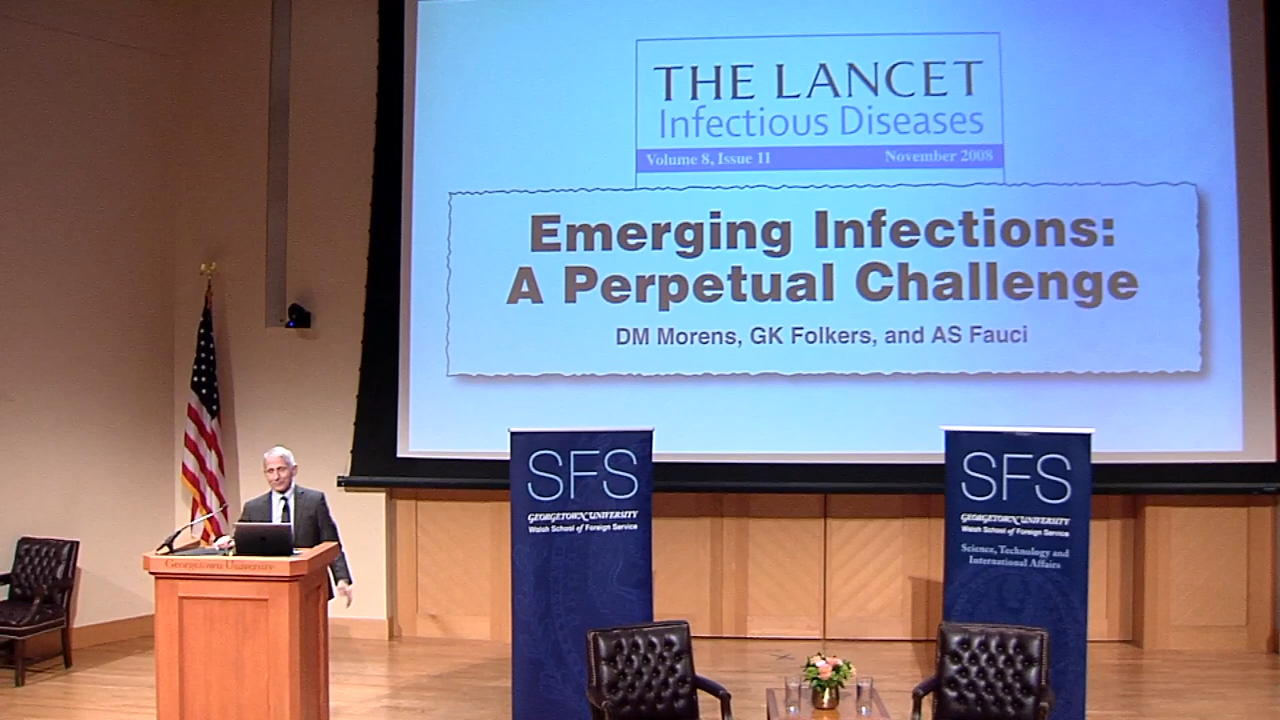 THE LANCET
Infectious Diseases
Volume 8, Issue 11 November 2008
Emerging Infections:
A Perpetual Challenge
DM Morens, GK Folkers, and AS Fauci
SFS
GEORGETOWN UNIVERSITY
Walsh School of Foreign Service
SFS
GEORGETOWN UNIVERSITY
Walsh School of Foreign Service
Science, Technology and
International Affairs
Georgetown University